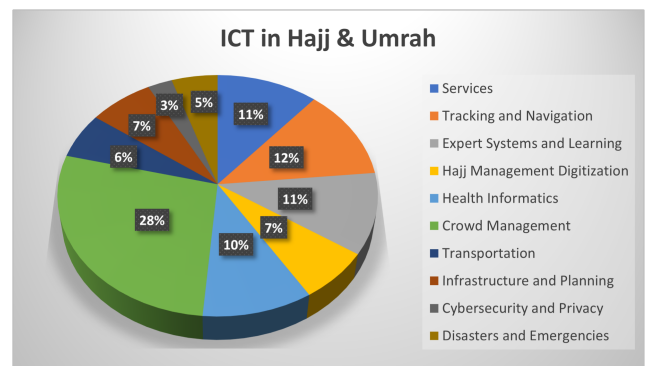 ICT in Hajj & Umrah
3%
5%
11%
7%
12%
6%
11%
28%
7%
10%
Services
Tracking and Navigation
Expert Systems and Learning
Hajj Management Digitization
Health Informatics
Crowd Management
Transportation
Infrastructure and Planning
Cybersecurity and Privacy
Disasters and Emergencies